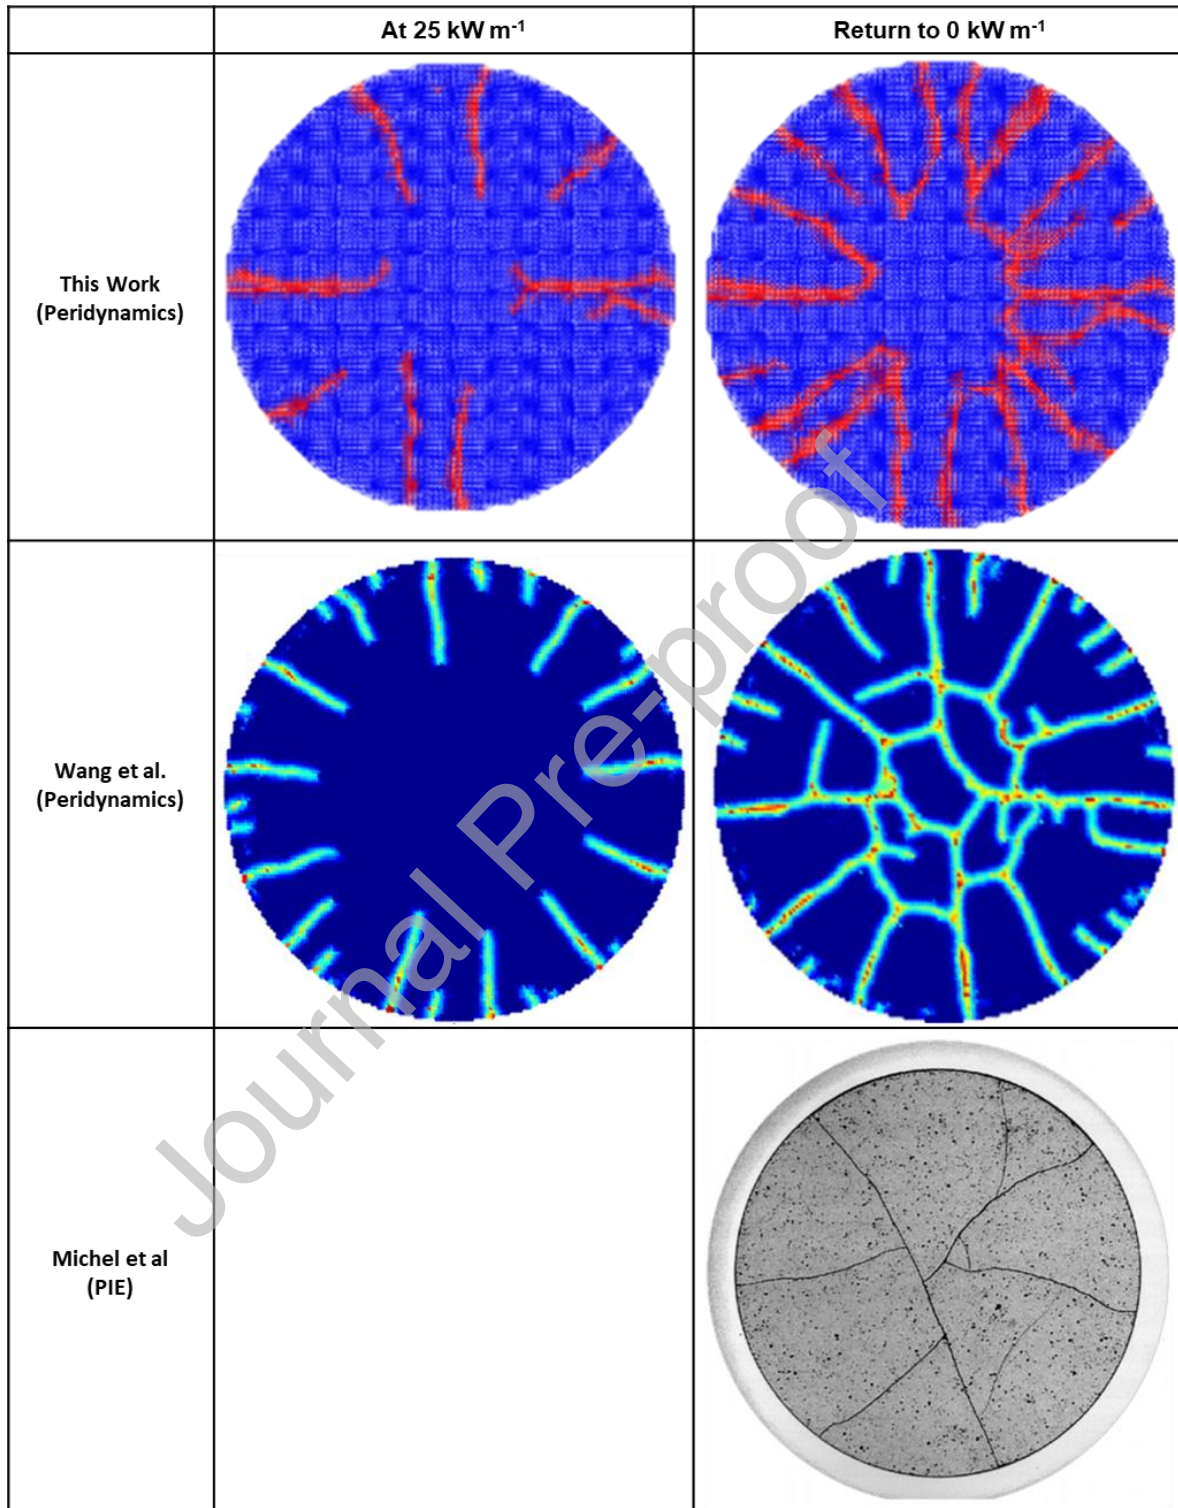 At 25 kW m⁻¹
Return to 0 kW m⁻¹
This Work
(Peridynamics)
Wang et al.
(Peridynamics)
Michel et al
(PIE)
Journal Pre-proof